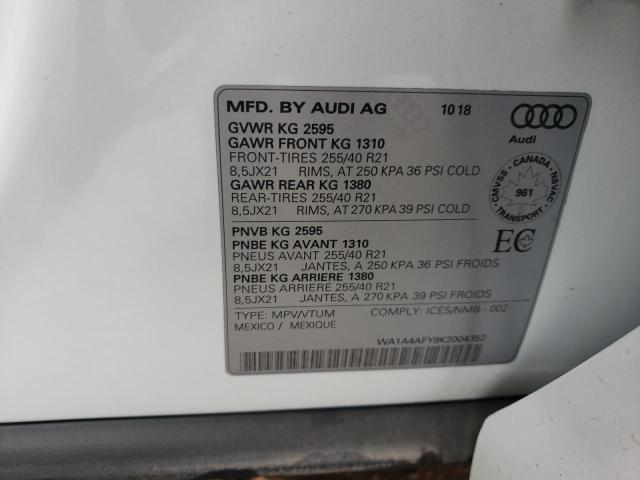 MFD. BY AUDI AG 10 18
Audi
GVWR KG 2595
GAWR FRONT KG 1310
FRONT-TIRES 255/40 R21
8,5JX21 RIMS, AT 250 KPA 36 PSI COLD
GAWR REAR KG 1380
REAR-TIRES 255/40 R21
8,5JX21 RIMS, AT 270 KPA 39 PSI COLD
CMVSS - CANADA - NSVAC
961
TRANSPORT
PNVB KG 2595
PNBE KG AVANT 1310
PNEUS AVANT 255/40 R21
8,5JX21 JANTES, A 250 KPA 36 PSI FROIDS
PNBE KG ARRIERE 1380
PNEUS ARRIERE 255/40 R21
8,5JX21 JANTES, A 270 KPA 39 PSI FROIDS
EC
TYPE: MPV/VTUM COMPLY: ICES/NMB - 002
MEXICO / MEXIQUE
WA1A4AFY9K2004352